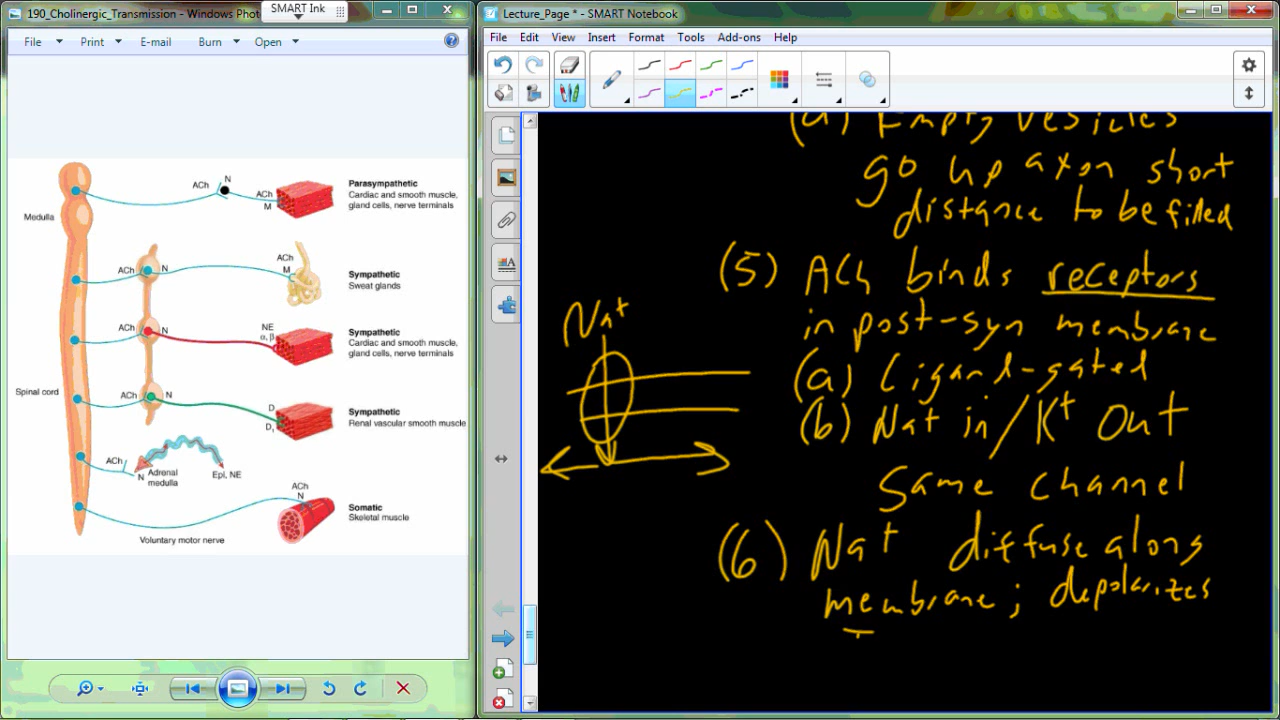 190_Cholinergic_Transmission - Windows Phot
SMART Ink
File Print E-mail Burn Open
Medulla
ACh N
ACh
M
Parasympathetic
Cardiac and smooth muscle,
gland cells, nerve terminals
ACh N
ACh
M
Sympathetic
Sweat glands
ACh N
NE
α, β
Sympathetic
Cardiac and smooth muscle,
gland cells, nerve terminals
Spinal cord
ACh N
D
D₁
Sympathetic
Renal vascular smooth muscle
ACh
N
Adrenal
medulla
Epi, NE
ACh
N
Somatic
Skeletal muscle
Voluntary motor nerve
Lecture_Page * - SMART Notebook
File Edit View Insert Format Tools Add-ons Help
(a) Empty vesicles
go up axon short
distance to be filled
(5) ACh binds receptors
in post-syn membrane
(a) Ligand-gated
(b) Na+ in/K+ out
same channel
(6) Na+ diffuse along
membrane; depolarizes
Na+